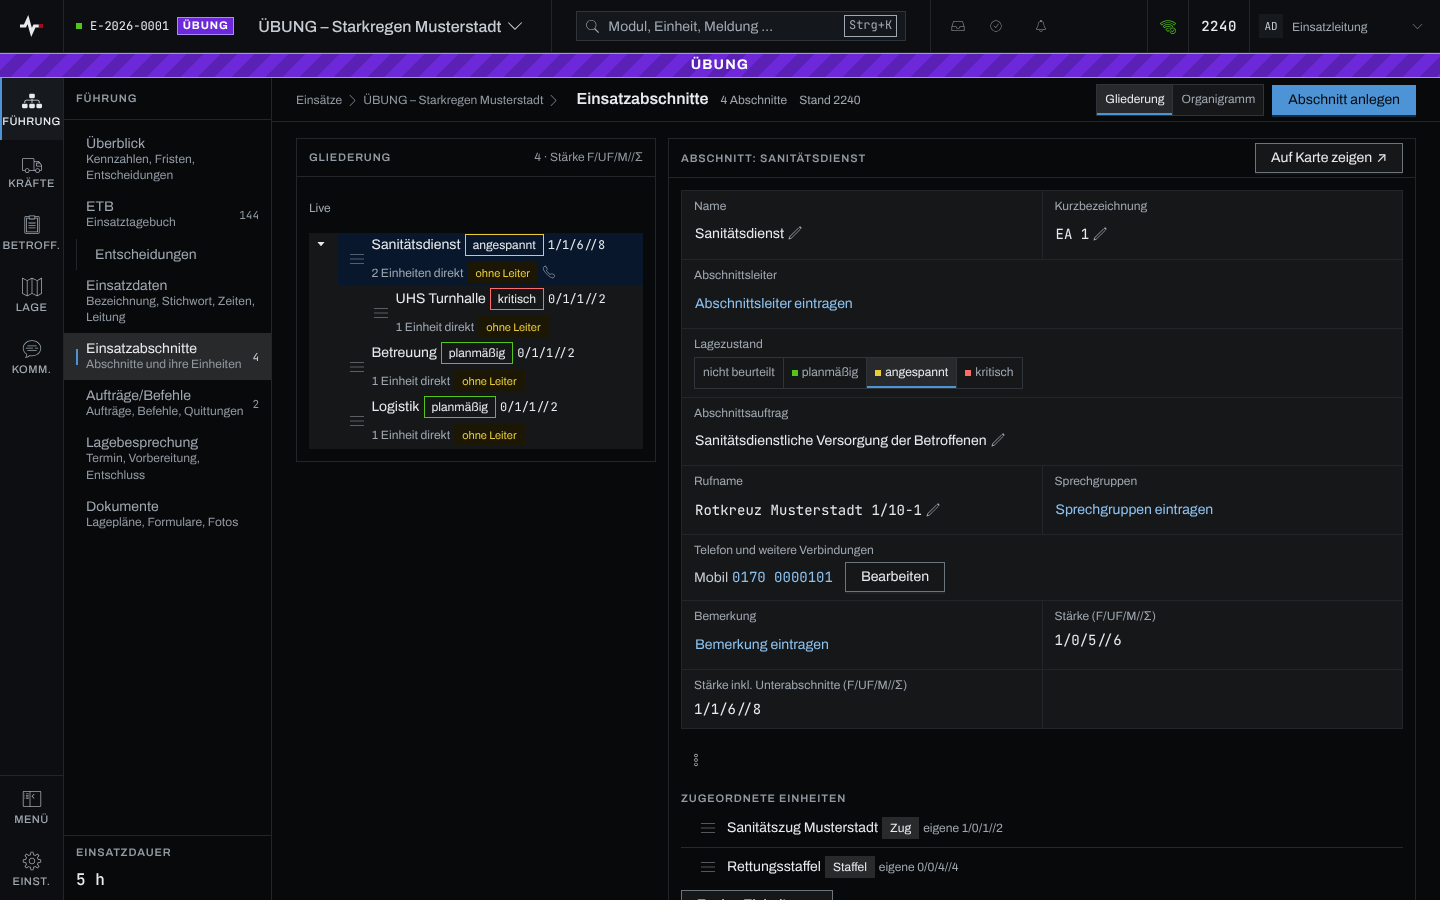 E-2026-0001 ÜBUNG ÜBUNG – Starkregen Musterstadt
Modul, Einheit, Meldung ... Strg+K
2240 AD Einsatzleitung
ÜBUNG
FÜHRUNG
KRÄFTE
BETROFF.
LAGE
KOMM.
MENÜ
EINST.
FÜHRUNG
Überblick
Kennzahlen, Fristen,
Entscheidungen
ETB
Einsatztagebuch
144
Entscheidungen
Einsatzdaten
Bezeichnung, Stichwort, Zeiten,
Leitung
Einsatzabschnitte
Abschnitte und ihre Einheiten
4
Aufträge/Befehle
Aufträge, Befehle, Quittungen
2
Lagebesprechung
Termin, Vorbereitung,
Entschluss
Dokumente
Lagepläne, Formulare, Fotos
EINSATZDAUER
5 h
Einsätze ÜBUNG – Starkregen Musterstadt Einsatzabschnitte 4 Abschnitte Stand 2240
Gliederung Organigramm Abschnitt anlegen
GLIEDERUNG 4 · Stärke F/UF/M//Σ
Live
Sanitätsdienst angespannt 1/1/6//8
2 Einheiten direkt ohne Leiter
UHS Turnhalle kritisch 0/1/1//2
1 Einheit direkt ohne Leiter
Betreuung planmäßig 0/1/1//2
1 Einheit direkt ohne Leiter
Logistik planmäßig 0/1/1//2
1 Einheit direkt ohne Leiter
ABSCHNITT: SANITÄTSDIENST Auf Karte zeigen
Name Kurzbezeichnung
Sanitätsdienst EA 1
Abschnittsleiter
Abschnittsleiter eintragen
Lagezustand
nicht beurteilt planmäßig angespannt kritisch
Abschnittsauftrag
Sanitätsdienstliche Versorgung der Betroffenen
Rufname Sprechgruppen
Rotkreuz Musterstadt 1/10-1 Sprechgruppen eintragen
Telefon und weitere Verbindungen
Mobil 0170 0000101 Bearbeiten
Bemerkung Stärke (F/UF/M//Σ)
Bemerkung eintragen 1/0/5//6
Stärke inkl. Unterabschnitte (F/UF/M//Σ)
1/1/6//8
ZUGEORDNETE EINHEITEN
Sanitätszug Musterstadt Zug eigene 1/0/1//2
Rettungsstaffel Staffel eigene 0/0/4//4